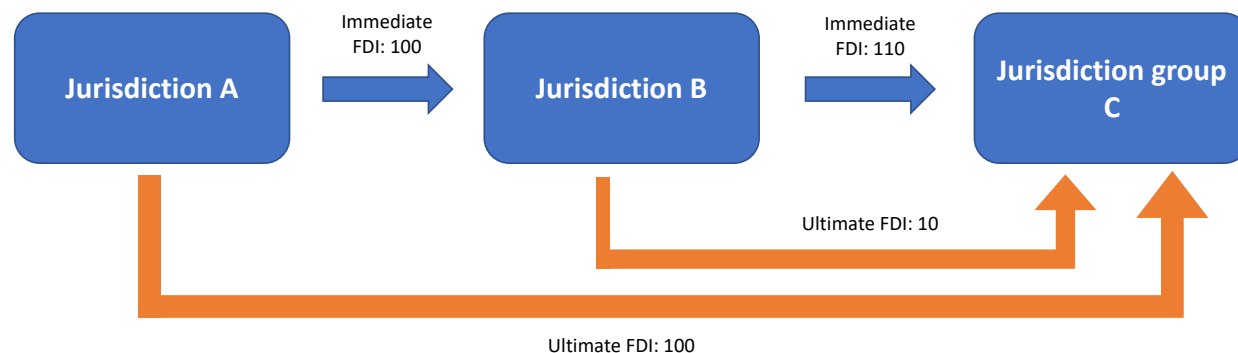 Immediate
FDI: 100
Immediate
FDI: 110
Jurisdiction A
Jurisdiction B
Jurisdiction group
C
Ultimate FDI: 10
Ultimate FDI: 100